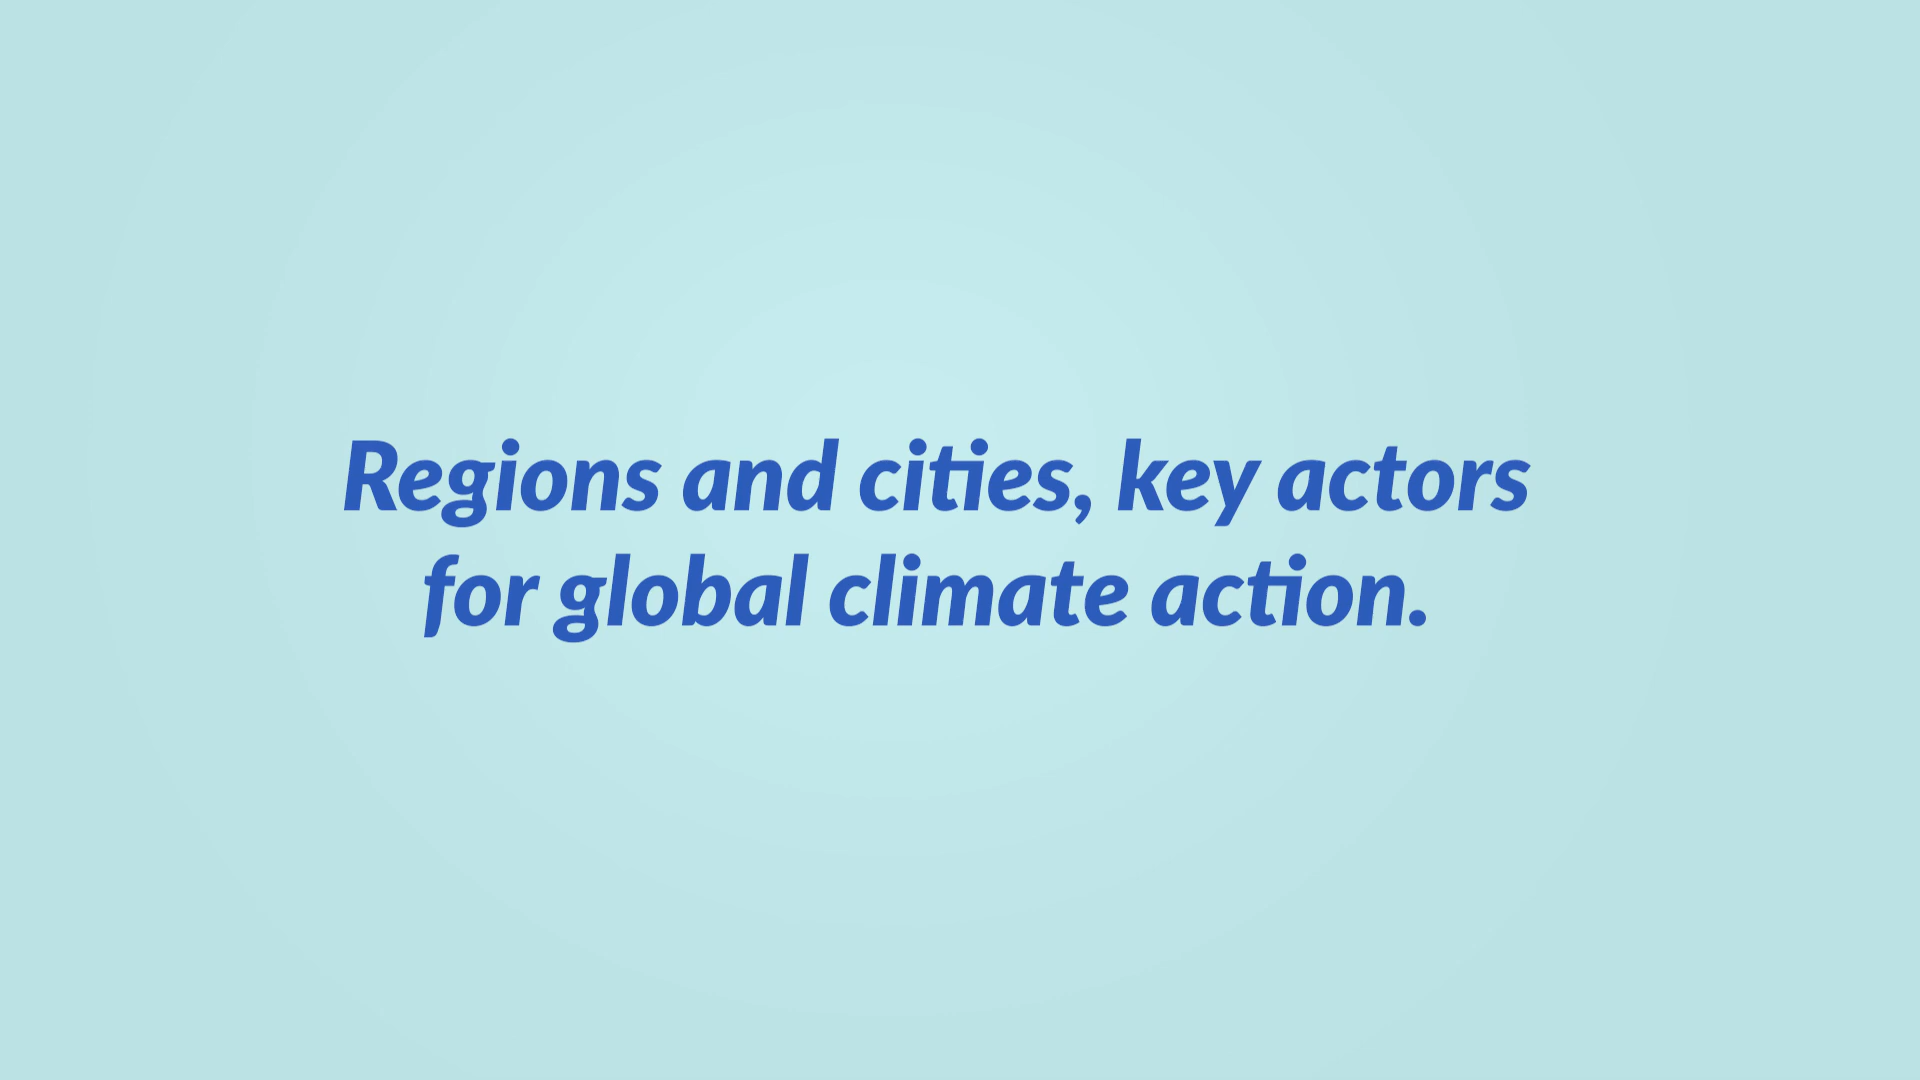 Regions and cities, key actors
for global climate action.